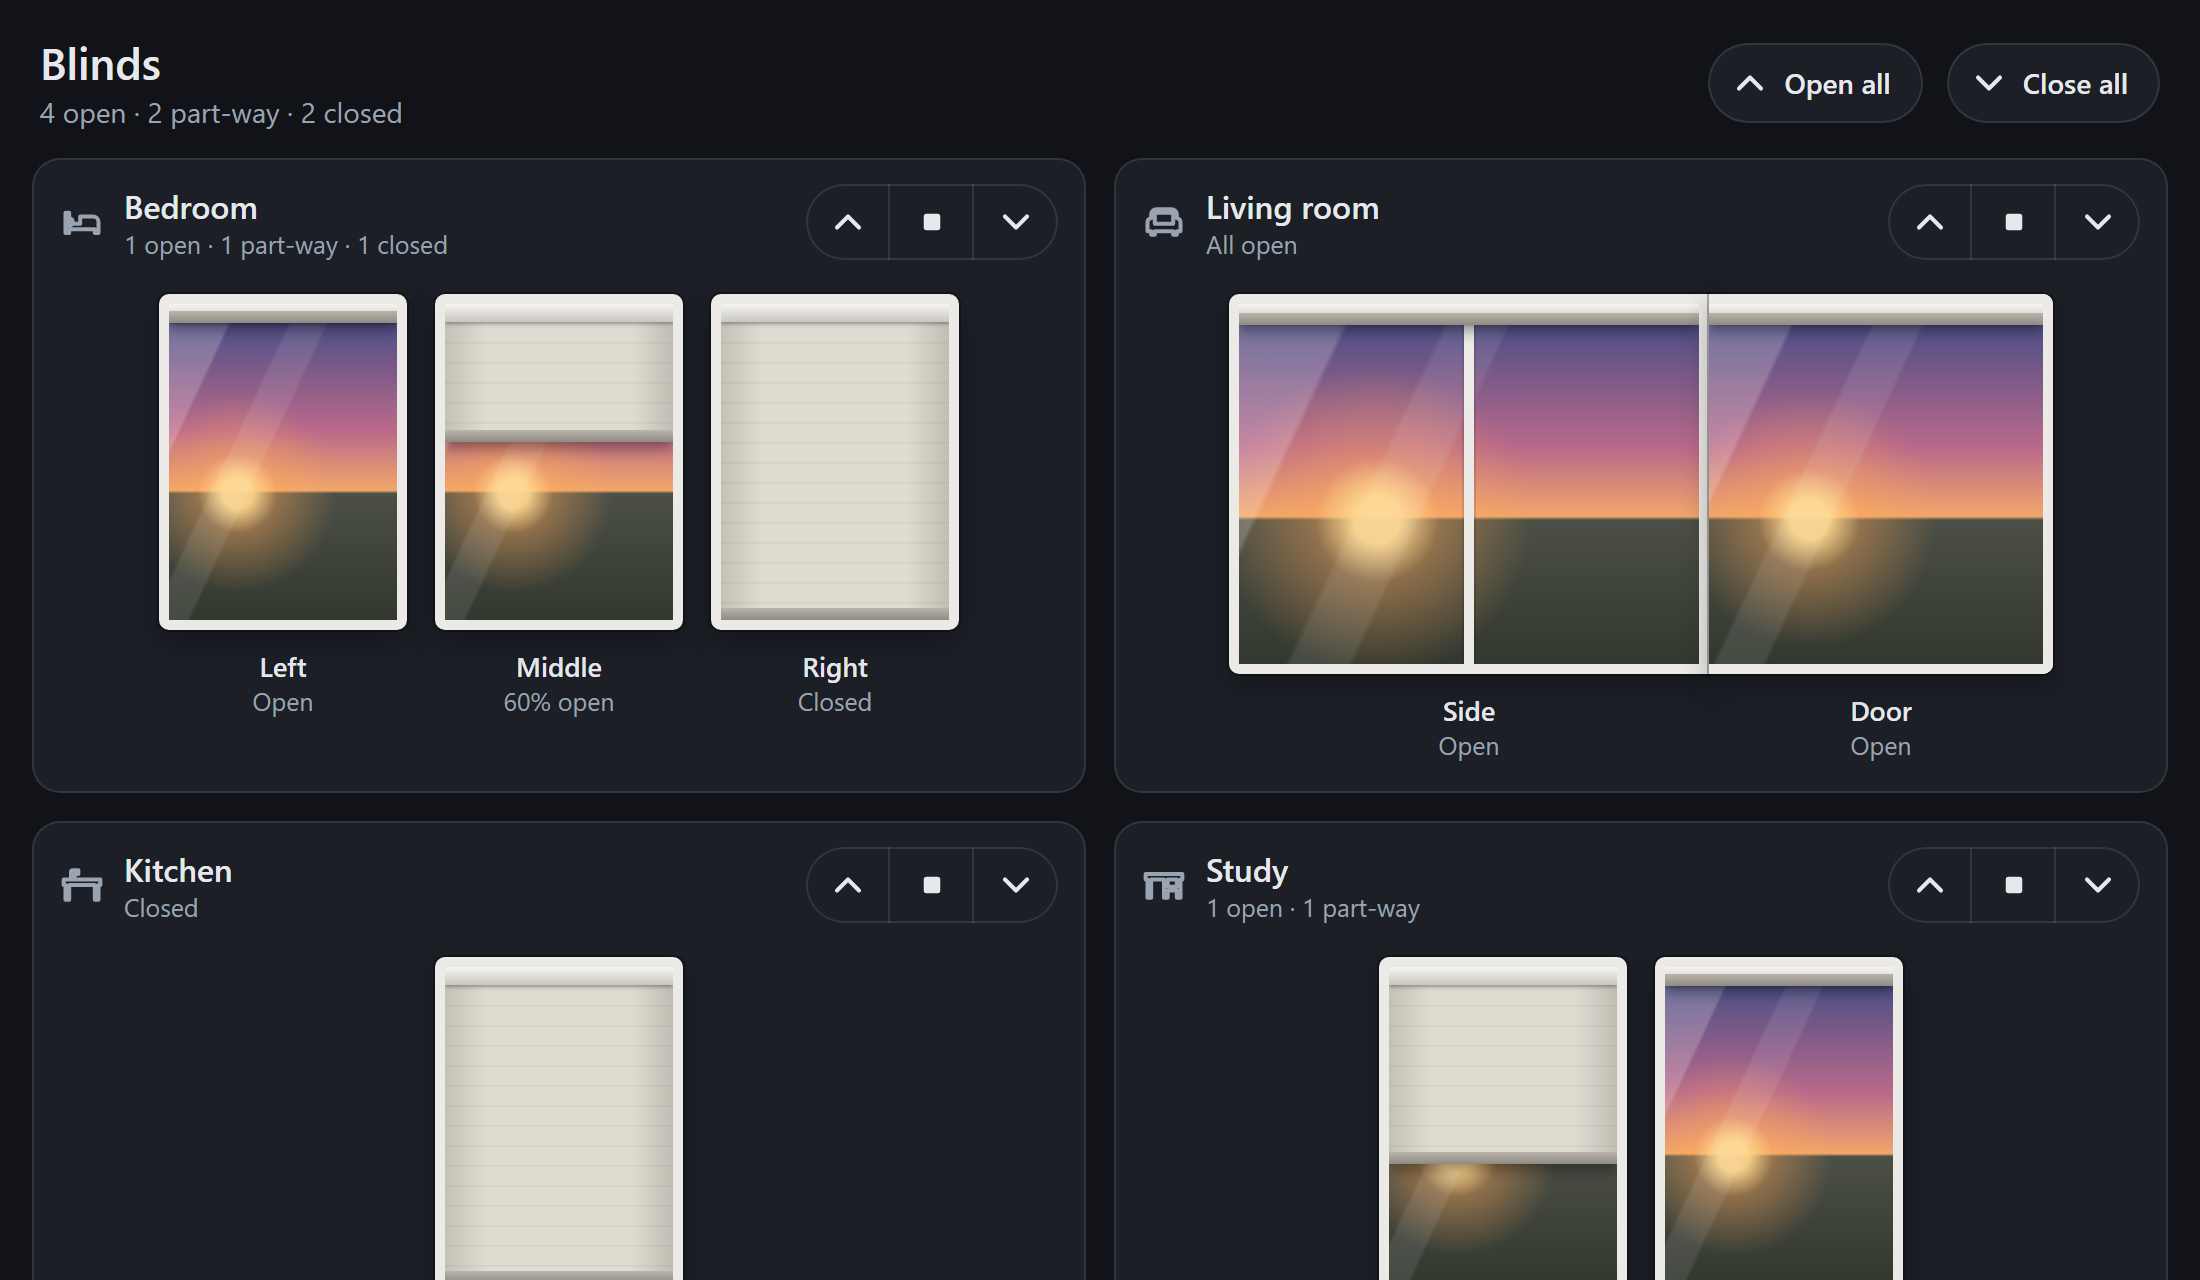 Blinds
4 open · 2 part-way · 2 closed
Open all
Close all
Bedroom
1 open · 1 part-way · 1 closed
Left
Open
Middle
60% open
Right
Closed
Living room
All open
Side
Open
Door
Open
Kitchen
Closed
Study
1 open · 1 part-way